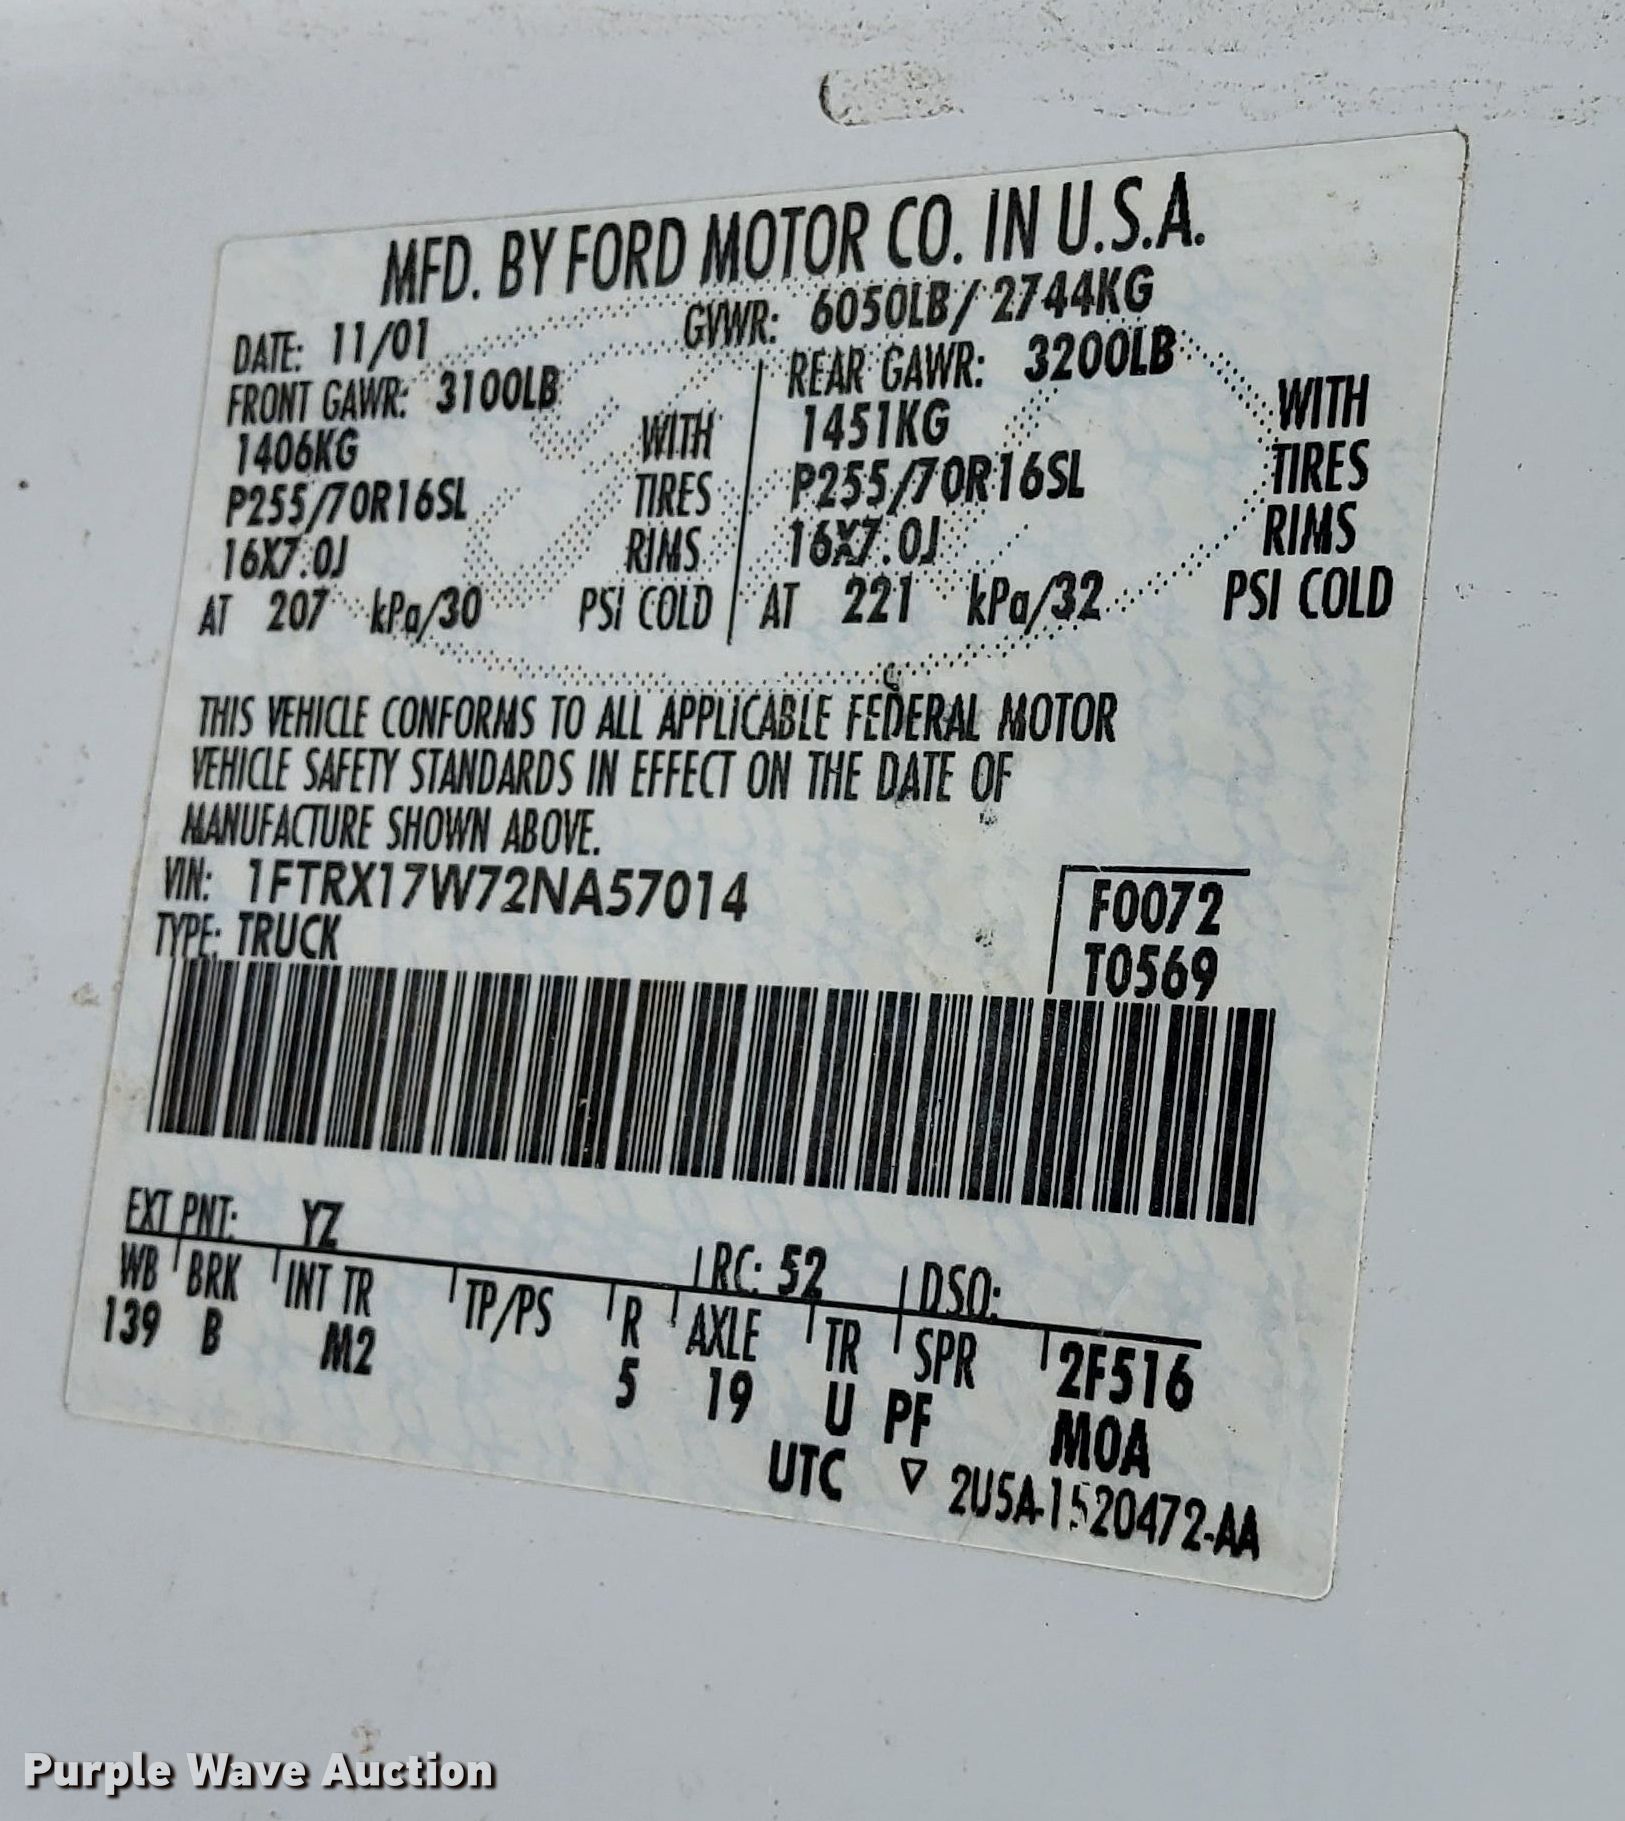 MFD. BY FORD MOTOR CO. IN U.S.A.
DATE: 11/01 GVWR: 6050LB/ 2744KG
FRONT GAWR: 3100LB REAR GAWR: 3200LB
1406KG WITH 1451KG WITH
P255/70R16SL TIRES P255/70R16SL TIRES
16X7.0J RIMS 16X7.0J RIMS
AT 207 kPa/30 PSI COLD AT 221 kPa/32 PSI COLD
THIS VEHICLE CONFORMS TO ALL APPLICABLE FEDERAL MOTOR
VEHICLE SAFETY STANDARDS IN EFFECT ON THE DATE OF
MANUFACTURE SHOWN ABOVE.
VIN: 1FTRX17W72NA57014 F0072
TYPE: TRUCK T0569
EXT PNT: YZ RC: 52 DSO:
WB BRK INT TR TP/PS R AXLE TR SPR 2F516
139 B M2 5 19 U PF MOA
UTC ▽ 2U5A-1520472-AA
Purple Wave Auction